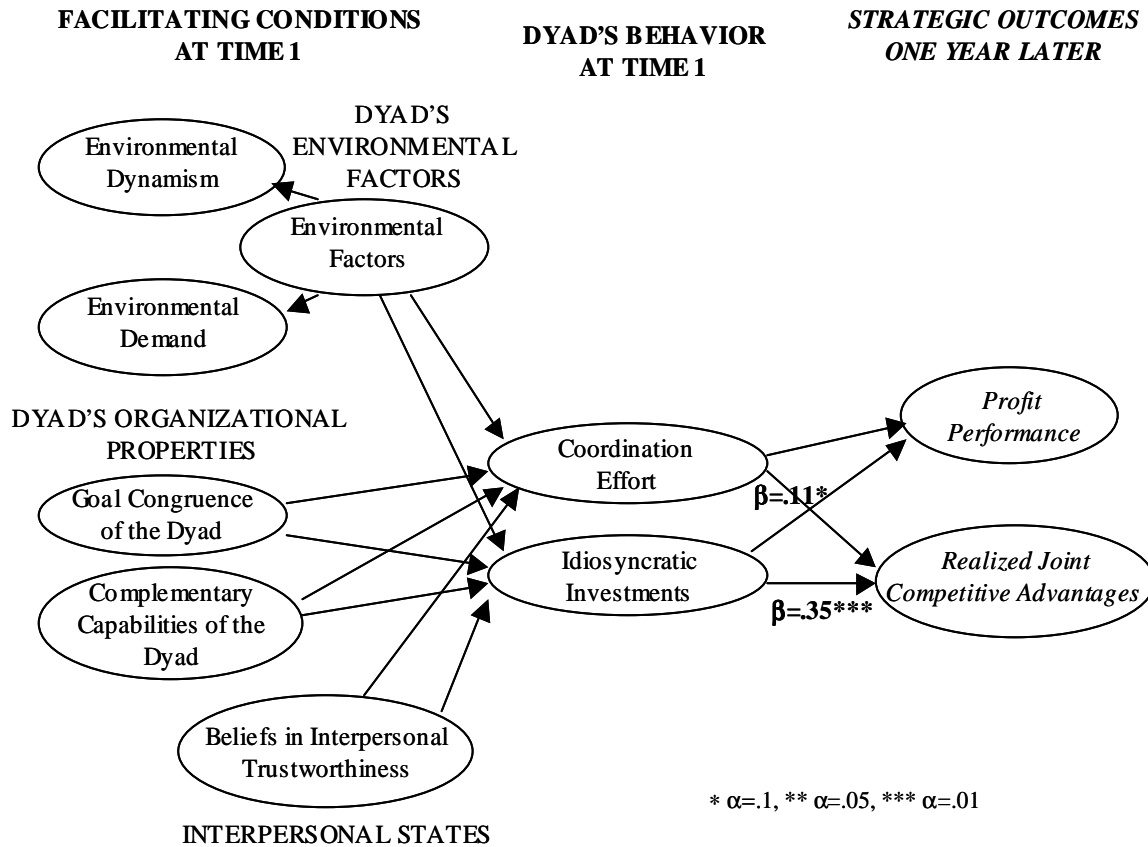 FACILITATING CONDITIONS
AT TIME 1
DYAD'S BEHAVIOR
AT TIME 1
STRATEGIC OUTCOMES
ONE YEAR LATER
DYAD'S
ENVIRONMENTAL
FACTORS
Environmental
Dynamism
Environmental
Factors
Environmental
Demand
DYAD'S ORGANIZATIONAL
PROPERTIES
Goal Congruence
of the Dyad
Complementary
Capabilities of the
Dyad
Beliefs in Interpersonal
Trustworthiness
INTERPERSONAL STATES
Coordination
Effort
Idiosyncratic
Investments
β=.11*
β=.35***
Profit
Performance
Realized Joint
Competitive Advantages
* α=.1, ** α=.05, *** α=.01